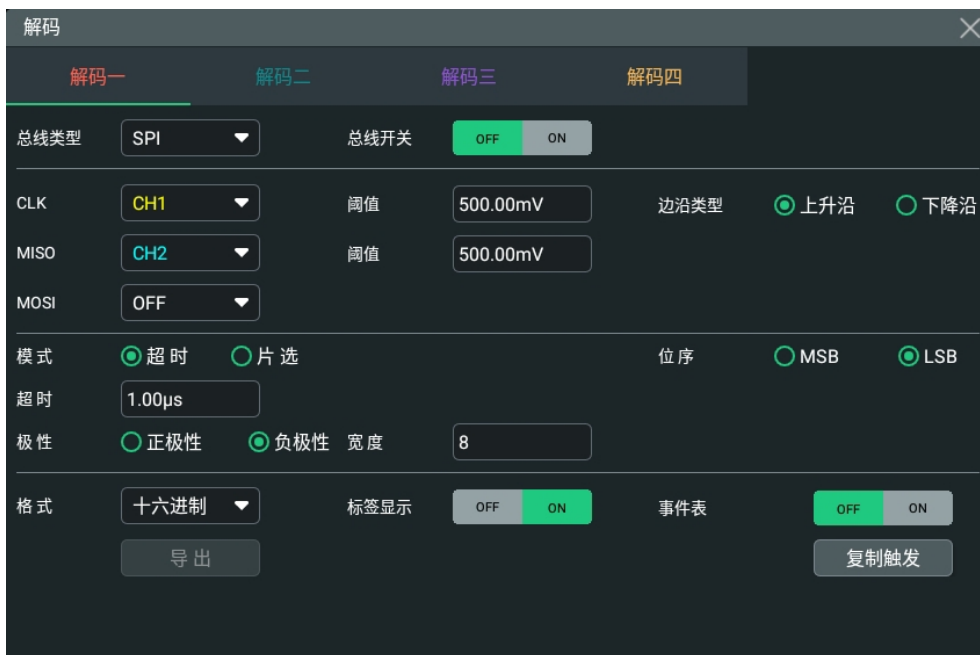 解码
解码一 解码二 解码三 解码四
总线类型 SPI 总线开关 OFF ON
CLK CH1 阈值 500.00mV 边沿类型 上升沿 下降沿
MISO CH2 阈值 500.00mV
MOSI OFF
模式 超时 片选 位序 MSB LSB
超时 1.00μs
极性 正极性 负极性 宽度 8
格式 十六进制 标签显示 OFF ON 事件表 OFF ON
导出 复制触发